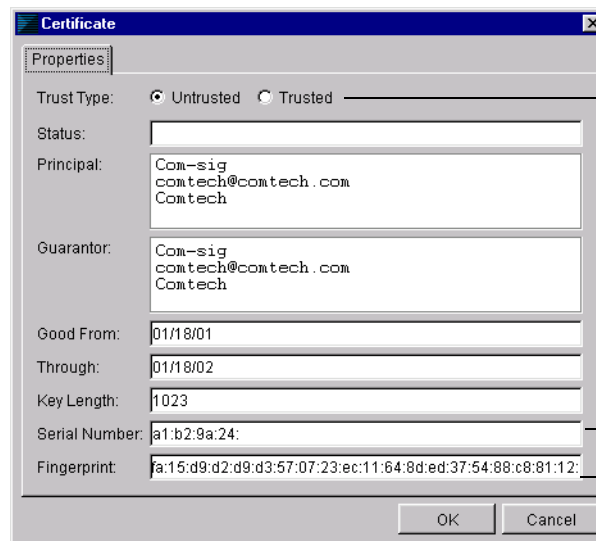 Certificate
Properties
Trust Type: Untrusted Trusted
Status:
Principal: Com-sig
comtech@comtech.com
Comtech
Guarantor: Com-sig
comtech@comtech.com
Comtech
Good From: 01/18/01
Through: 01/18/02
Key Length: 1023
Serial Number: a1:b2:9a:24:
Fingerprint: fa:15:d9:d2:d9:d3:57:07:23:ec:11:64:8d:ed:37:54:88:c8:81:12:
OK Cancel